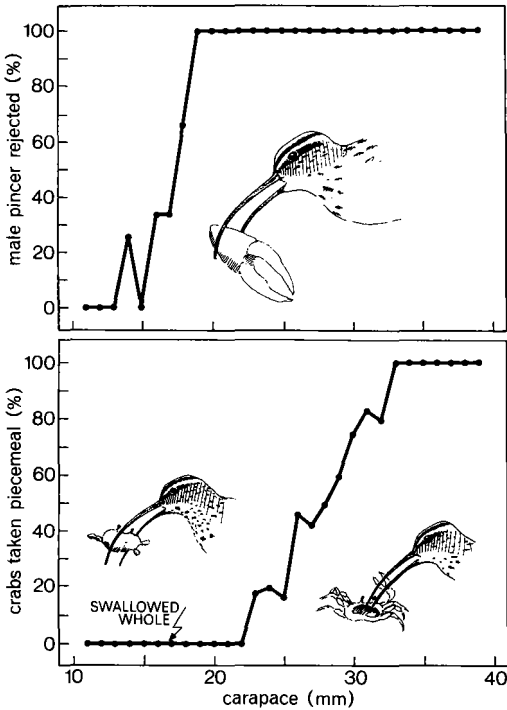 male pincer rejected (%)
100
80
60
40
20
0
crabs taken piecemeal (%)
100
80
60
40
20
0
SWALLOWED
WHOLE
10 20 30 40
carapace (mm)